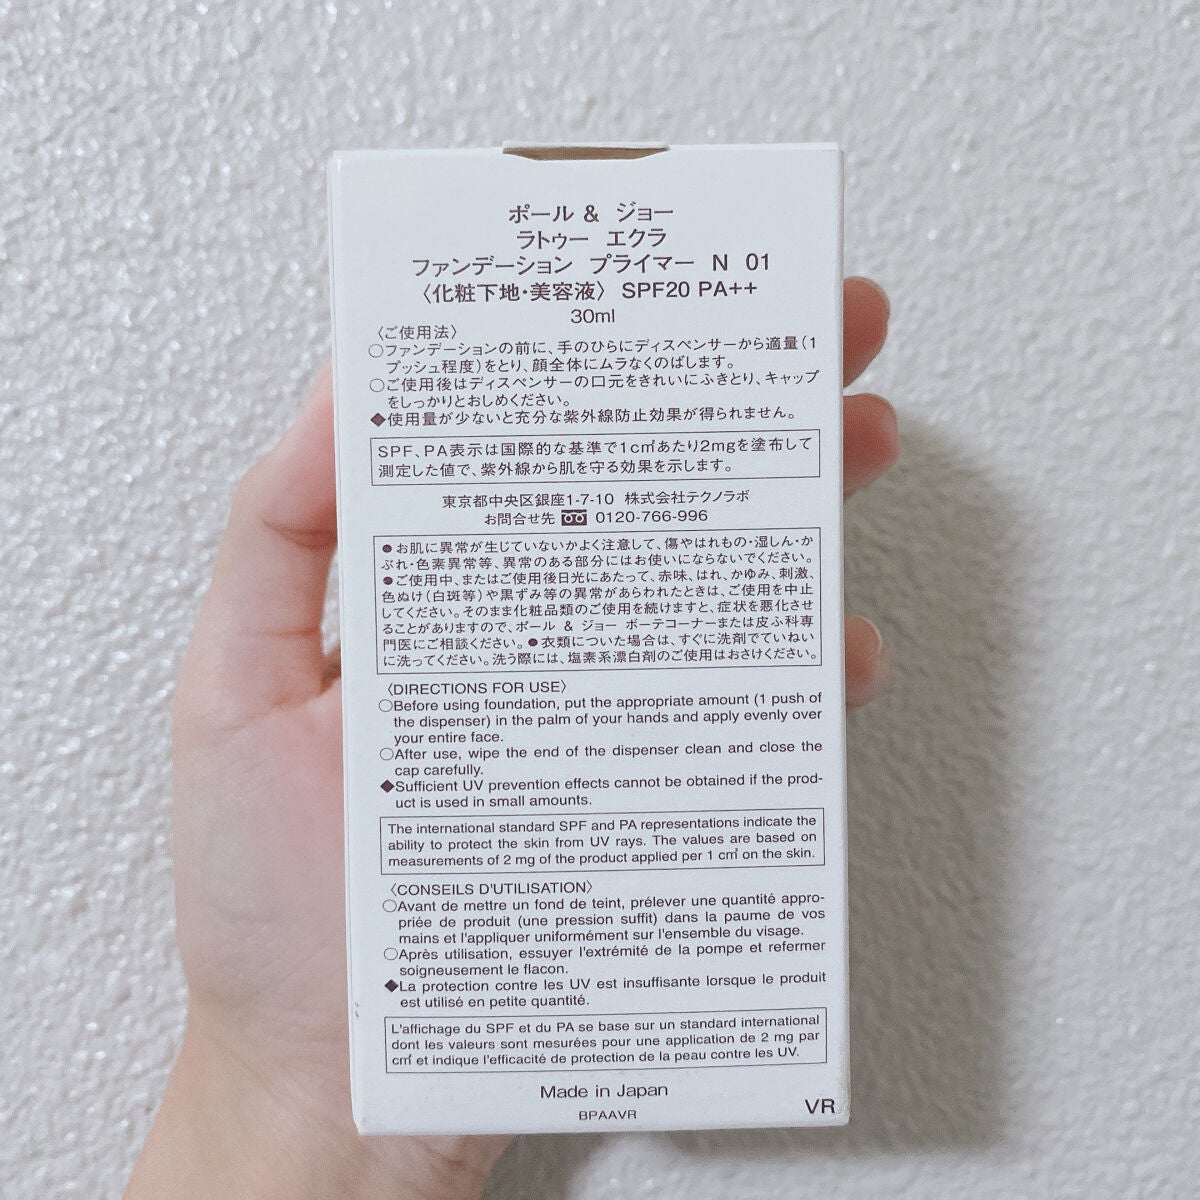 ポール & ジョー
ラトゥー エクラ
ファンデーション プライマー N 01
〈化粧下地・美容液〉 SPF20 PA++
30ml
〈ご使用法〉
○ファンデーションの前に、手のひらにディスペンサーから適量(1
プッシュ程度)をとり、顔全体にムラなくのばします。
○ご使用後はディスペンサーの口元をきれいにふきとり、キャップ
をしっかりとおしめください。
◆使用量が少ないと充分な紫外線防止効果が得られません。
SPF、PA表示は国際的な基準で1c㎡あたり2mgを塗布して
測定した値で、紫外線から肌を守る効果を示します。
東京都中央区銀座1-7-10 株式会社テクノラボ
お問合せ先 0120-766-996
●お肌に異常が生じていないかよく注意して、傷やはれもの・湿しん・か
ぶれ・色素異常等、異常のある部分にはお使いにならないでください。
●ご使用中、またはご使用後日光にあたって、赤味、はれ、かゆみ、刺激、
色ぬけ(白斑等)や黒ずみ等の異常があらわれたときは、ご使用を中止
してください。そのまま化粧品類のご使用を続けますと、症状を悪化させ
ることがありますので、ポール & ジョー ボーテコーナーまたは皮ふ科専
門医にご相談ください。●衣類についた場合は、すぐに洗剤でていねい
に洗ってください。洗う際には、塩素系漂白剤のご使用はおさけください。
〈DIRECTIONS FOR USE〉
○Before using foundation, put the appropriate amount (1 push of
the dispenser) in the palm of your hands and apply evenly over
your entire face.
○After use, wipe the end of the dispenser clean and close the
cap carefully.
◆Sufficient UV prevention effects cannot be obtained if the prod-
uct is used in small amounts.
The international standard SPF and PA representations indicate the
ability to protect the skin from UV rays. The values are based on
measurements of 2 mg of the product applied per 1 c㎡ on the skin.
〈CONSEILS D'UTILISATION〉
○Avant de mettre un fond de teint, prélever une quantité appro-
priée de produit (une pression suffit) dans la paume de vos
mains et l'appliquer uniformément sur l'ensemble du visage.
○Après utilisation, essuyer l'extrémité de la pompe et refermer
soigneusement le flacon.
◆La protection contre les UV est insuffisante lorsque le produit
est utilisé en petite quantité.
L'affichage du SPF et du PA se base sur un standard international
dont les valeurs sont mesurées pour une application de 2 mg par
c㎡ et indique l'efficacité de protection de la peau contre les UV.
Made in Japan
BPAAVR
VR